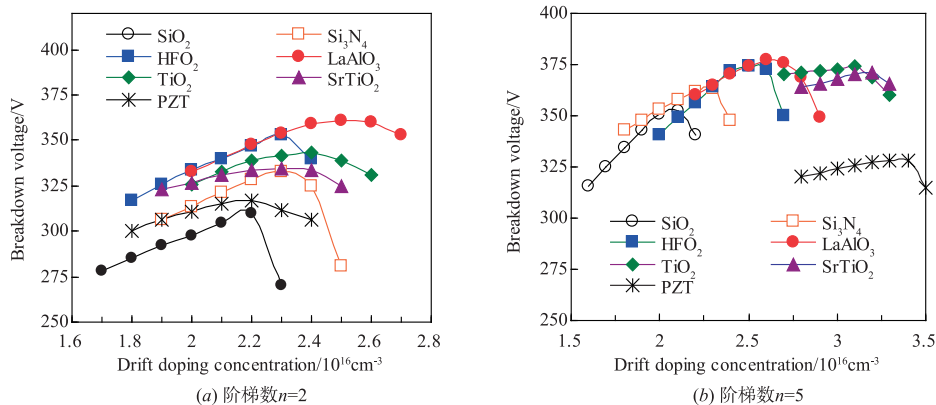 SiO₂
Si₃N₄
HFO₂
LaAlO₃
TiO₂
SrTiO₂
PZT
400
375
350
325
300
275
250
Breakdown voltage/V
1.6
1.8
2
2.2
2.4
2.6
2.8
Drift doping concentration/10¹⁶cm⁻³
(a) 阶梯数n=2
400
375
350
325
300
275
250
Breakdown voltage/V
SiO₂
Si₃N₄
HFO₂
LaAlO₃
TiO₂
SrTiO₂
PZT
1.5
2
2.5
3
3.5
Drift doping concentration/10¹⁶cm⁻³
(b) 阶梯数n=5